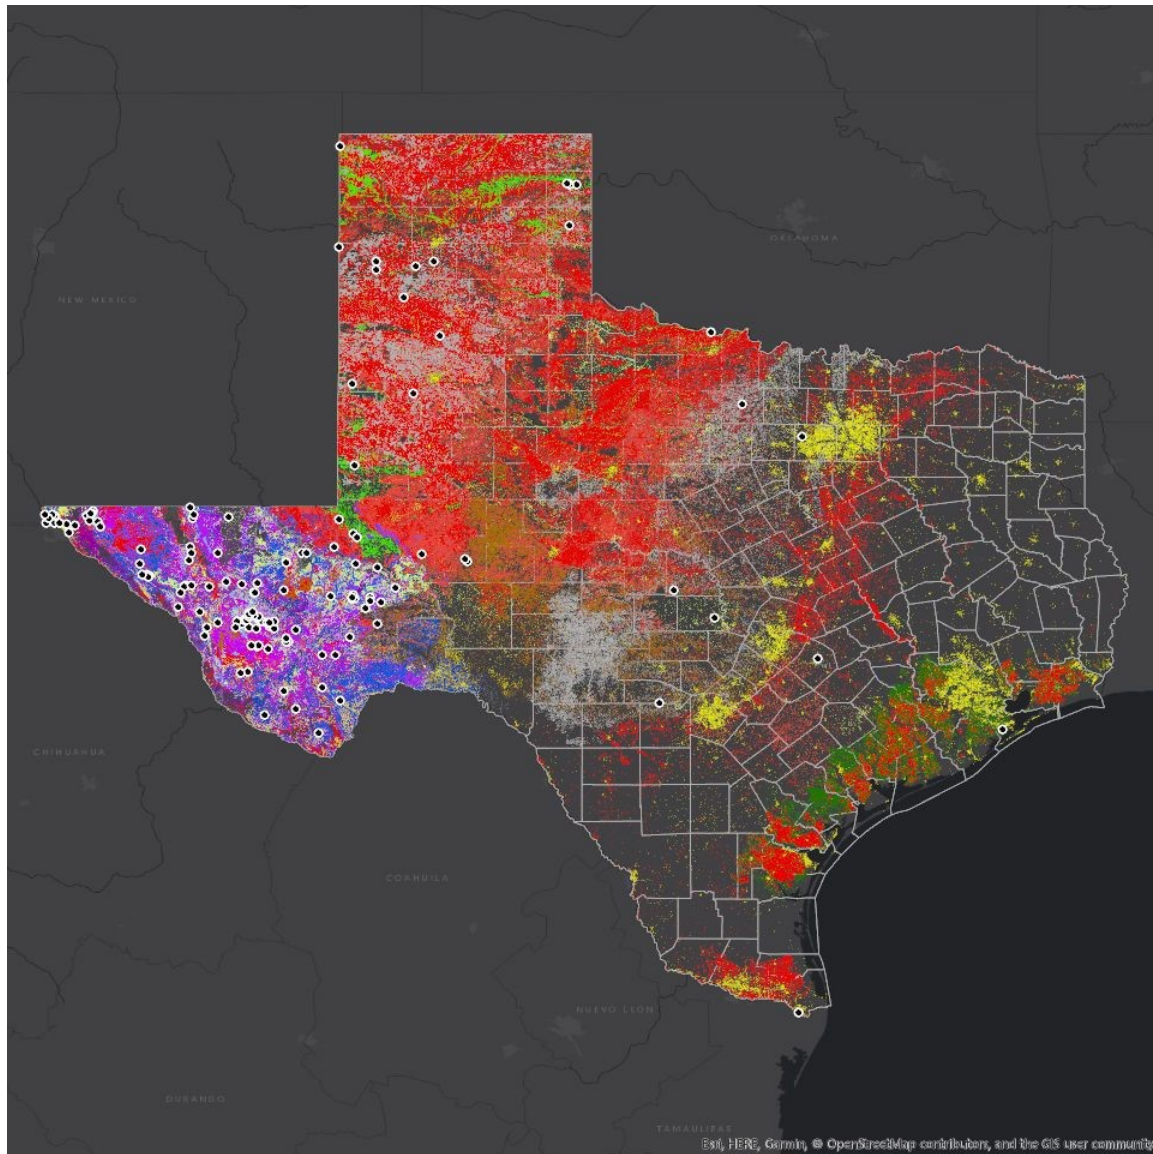 OKLAHOMA
NEW MEXICO
CHIHUAHUA
COAHUILA
NUEVO LEON
DURANGO
TAMAULIPAS
Esri, HERE, Garmin, © OpenStreetMap contributors, and the GIS user community